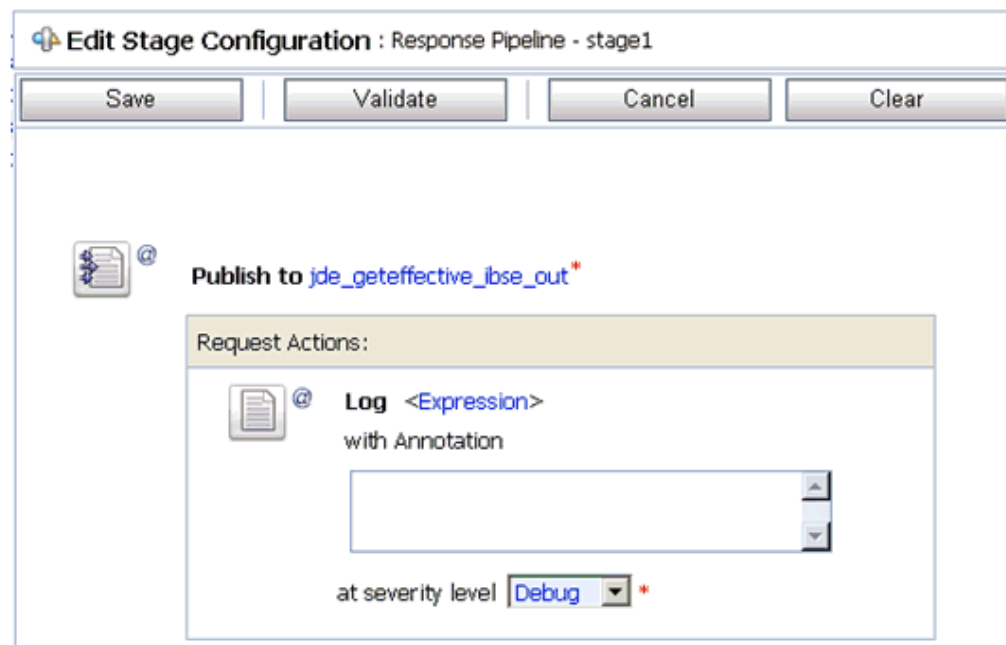 Edit Stage Configuration : Response Pipeline - stage1
Save Validate Cancel Clear
@
Publish to jde_geteffective_ibse_out*
Request Actions:
@ Log <Expression>
with Annotation
at severity level Debug *